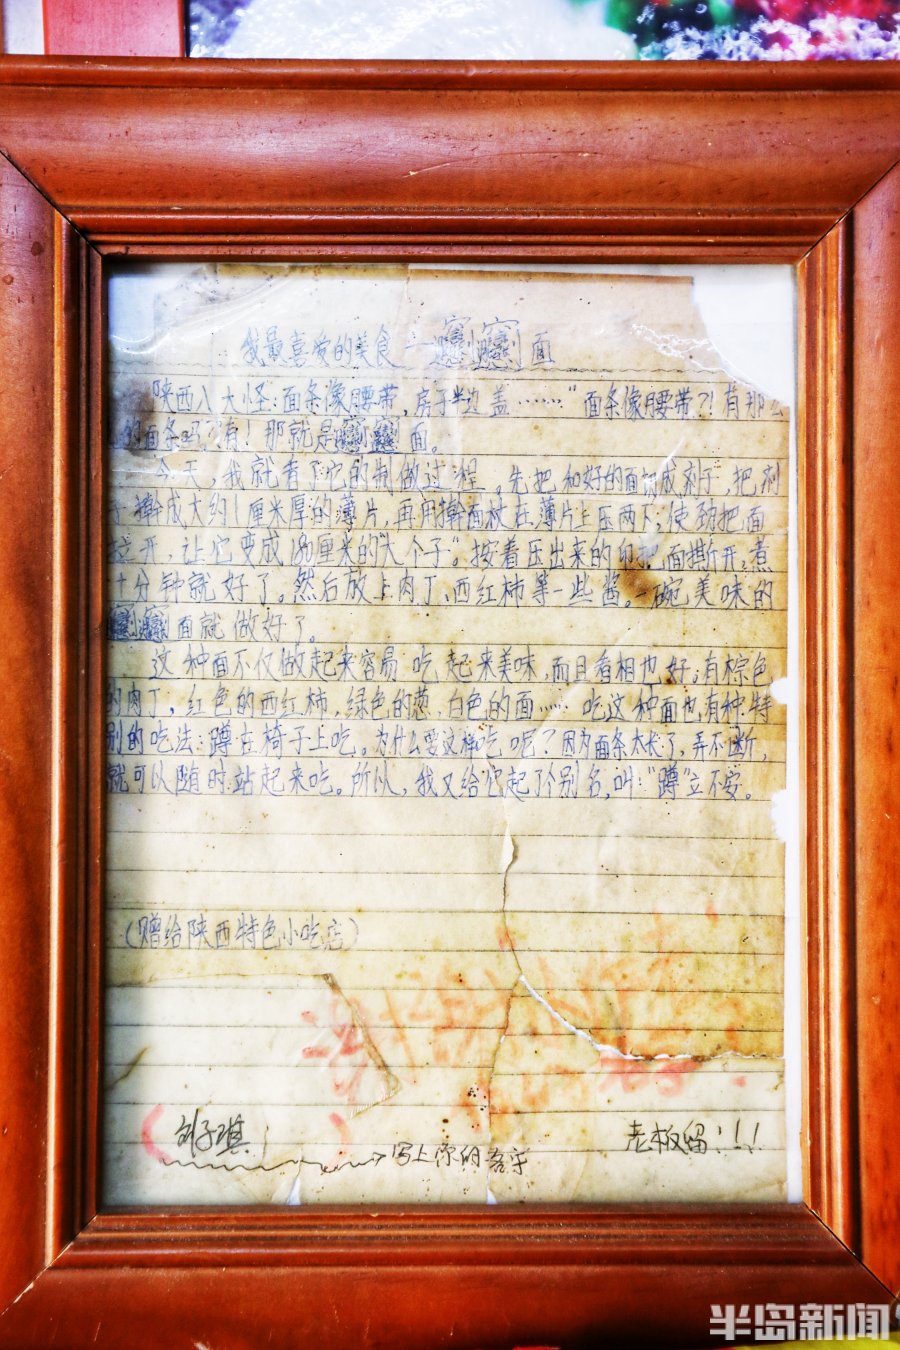 我最喜爱的美食—𰻝𰻝面
陕西八大怪:面条像腰带,房子半边盖……“面条像腰带?!有那么
的面条吗?有!那就是𰻝𰻝面。
今天,我就看了它的制做过程。先把和好的面揪成剂子,把剂
子擀成大约1厘米厚的薄片,再用擀面杖在薄片上压两下;使劲把面
拉开,让它变成180厘米的“大个子”。按着压出来的印把面撕开;煮
十分钟就好了。然后放上肉丁、西红柿等一些酱。一碗美味的
𰻝𰻝面就做好了。
这种面不仅做起来容易,吃起来美味,而且看相也好;有棕色
的肉丁,红色的西红柿,绿色的葱,白色的面……吃这种面也有种特
别的吃法:蹲在椅子上吃。为什么要这样吃呢?因为面条太长了,弄不断,
就可以随时站起来吃。所以,我又给它起了个别名,叫:“蹲”立不安。
(赠给陕西特色小吃店)
(刘子琪)
老板留!!!
写上你的名字
半岛新闻